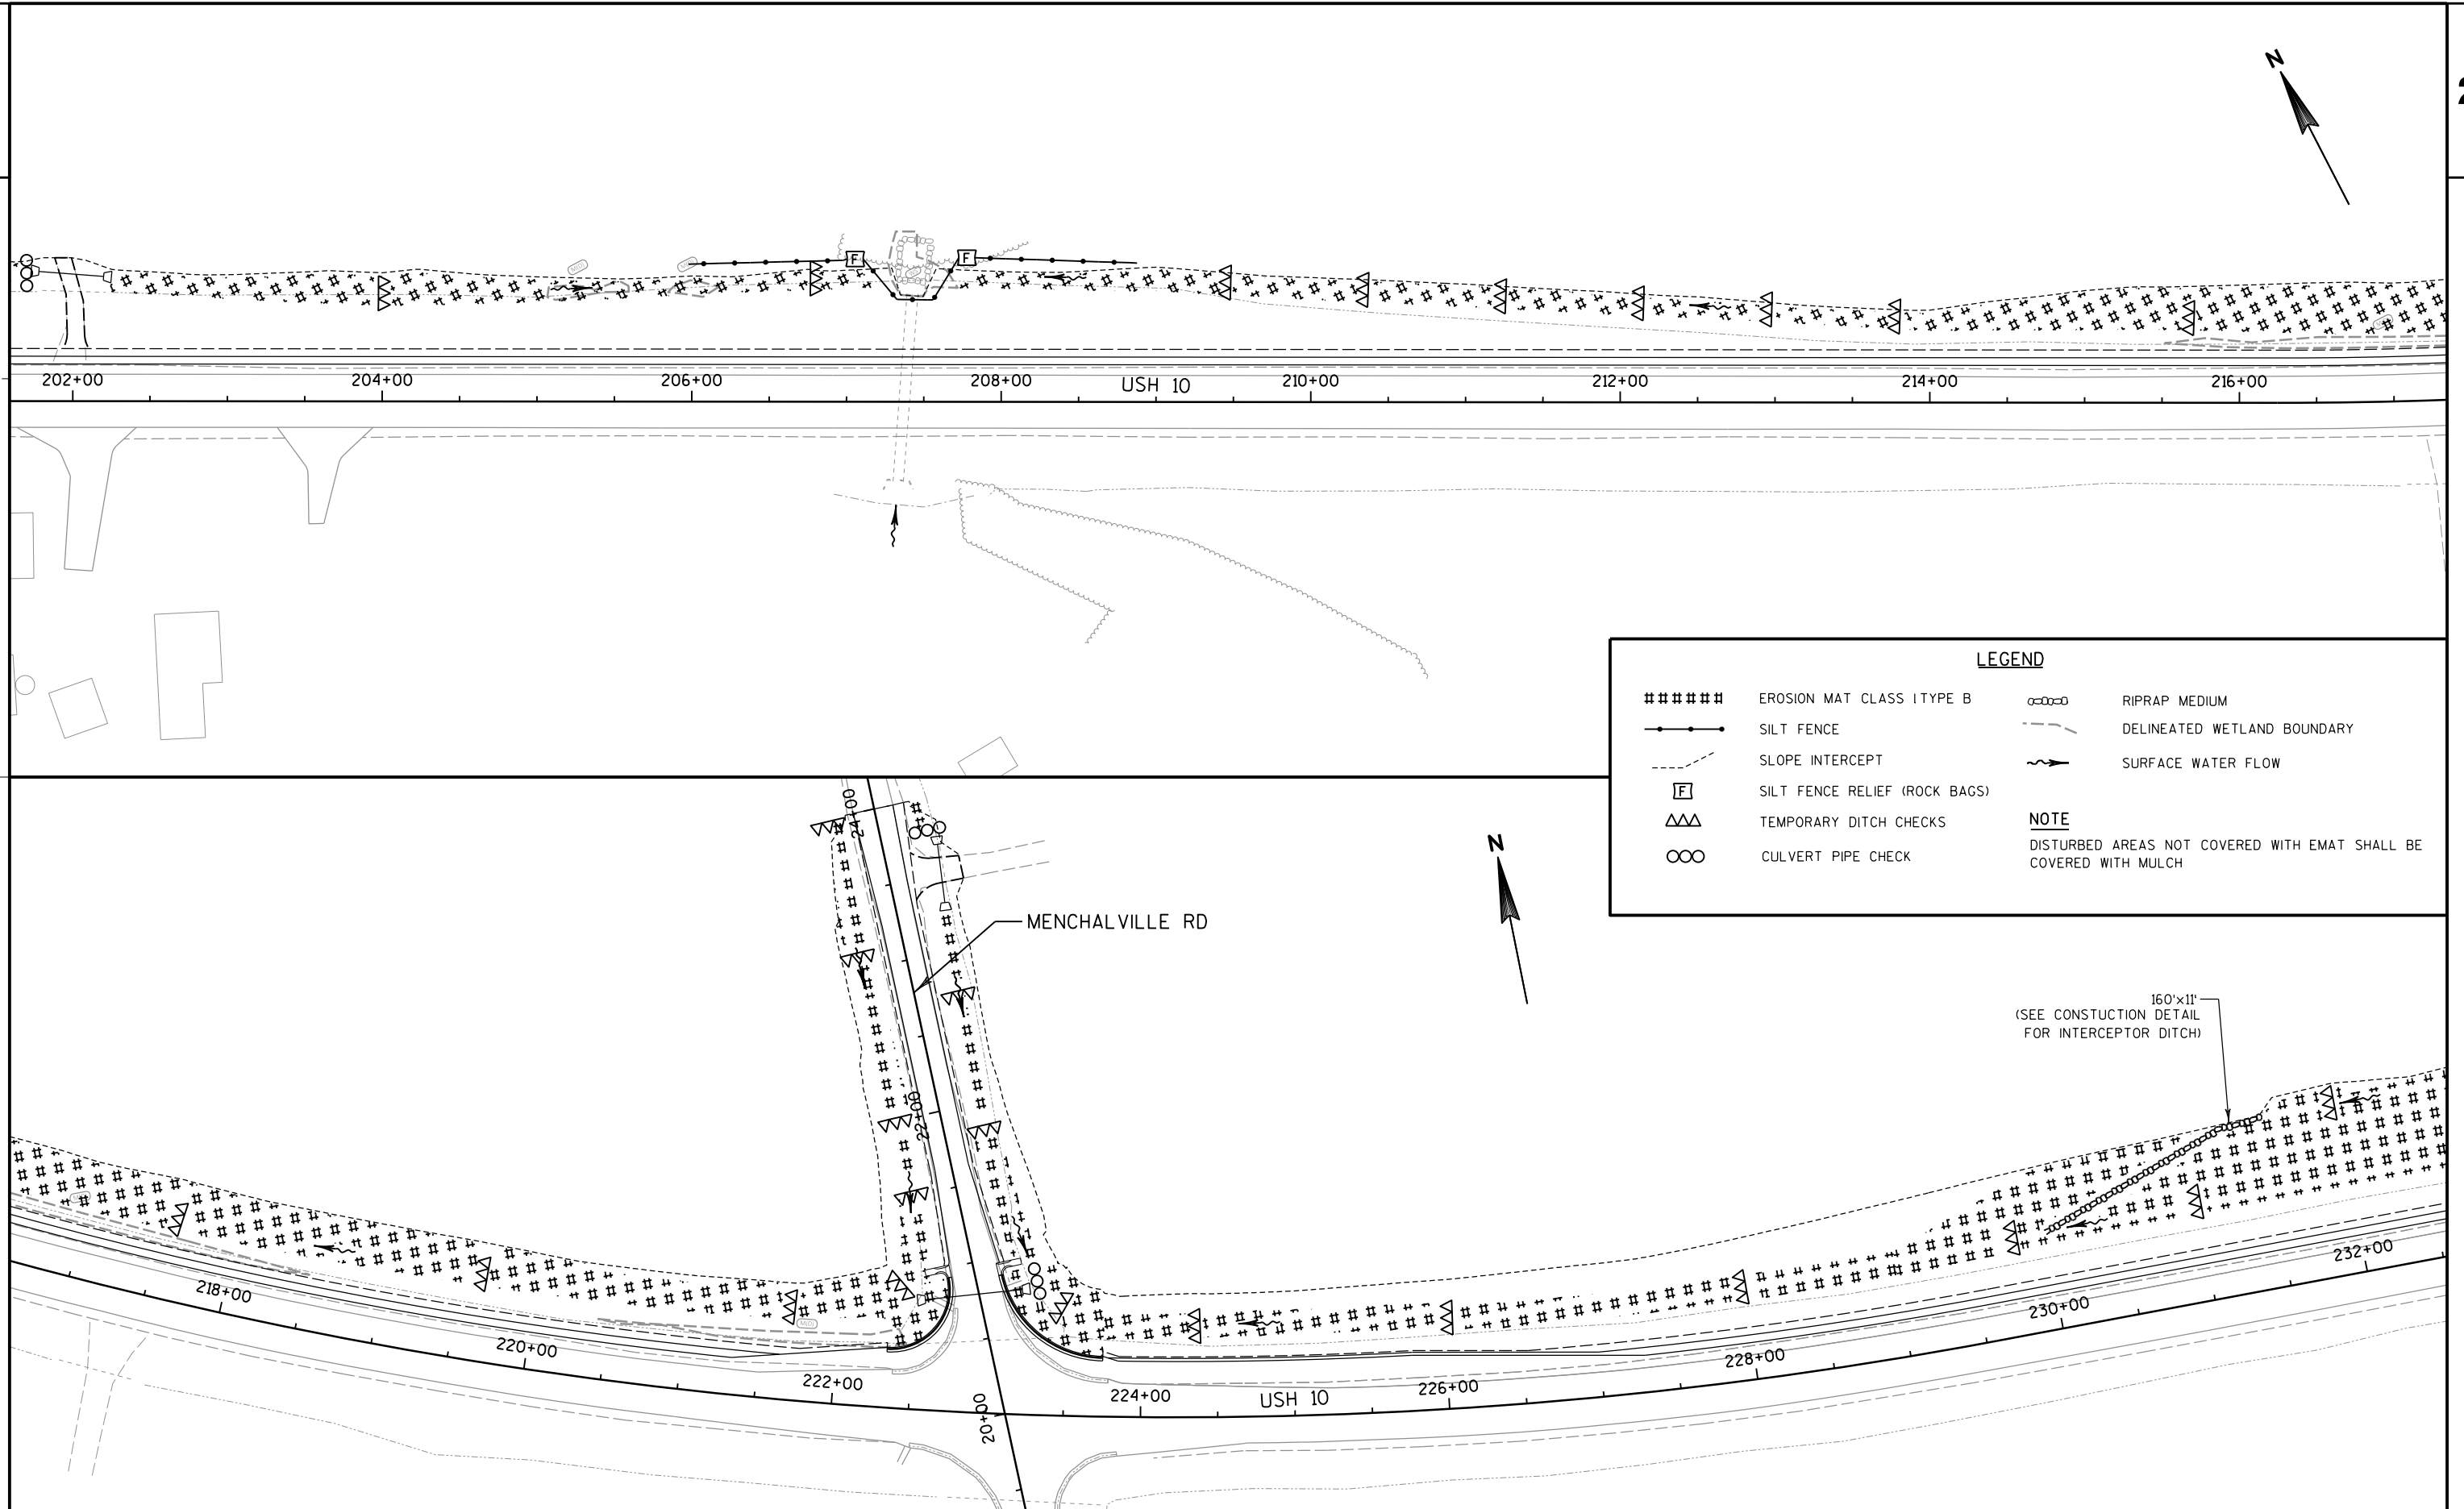 N
202+00
204+00
206+00
208+00
USH 10
210+00
212+00
214+00
216+00
F
F
LEGEND
EROSION MAT CLASS I TYPE B
SILT FENCE
SLOPE INTERCEPT
F
SILT FENCE RELIEF (ROCK BAGS)
TEMPORARY DITCH CHECKS
CULVERT PIPE CHECK
RIPRAP MEDIUM
DELINEATED WETLAND BOUNDARY
SURFACE WATER FLOW
NOTE
DISTURBED AREAS NOT COVERED WITH EMAT SHALL BE
COVERED WITH MULCH
24+00
N
MENCHALVILLE RD
160'x11'
(SEE CONSTUCTION DETAIL
FOR INTERCEPTOR DITCH)
22+00
20+00
218+00
220+00
222+00
224+00
USH 10
226+00
228+00
230+00
232+00